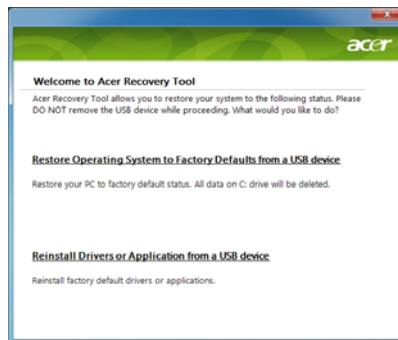 acer
Welcome to Acer Recovery Tool
Acer Recovery Tool allows you to restore your system to the following status. Please
DO NOT remove the USB device while proceeding. What would you like to do?
Restore Operating System to Factory Defaults from a USB device
Restore your PC to factory default status. All data on C: drive will be deleted.
Reinstall Drivers or Application from a USB device
Reinstall factory default drivers or applications.